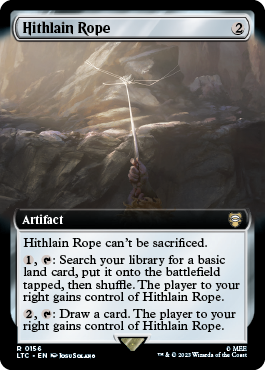 Hithlain Rope 2
Artifact
Hithlain Rope can't be sacrificed.
1, T: Search your library for a basic
land card, put it onto the battlefield
tapped, then shuffle. The player to your
right gains control of Hithlain Rope.
2, T: Draw a card. The player to your
right gains control of Hithlain Rope.
R 0156
LTC • EN Josu Solano
& © 2023 Wizards of the Coast